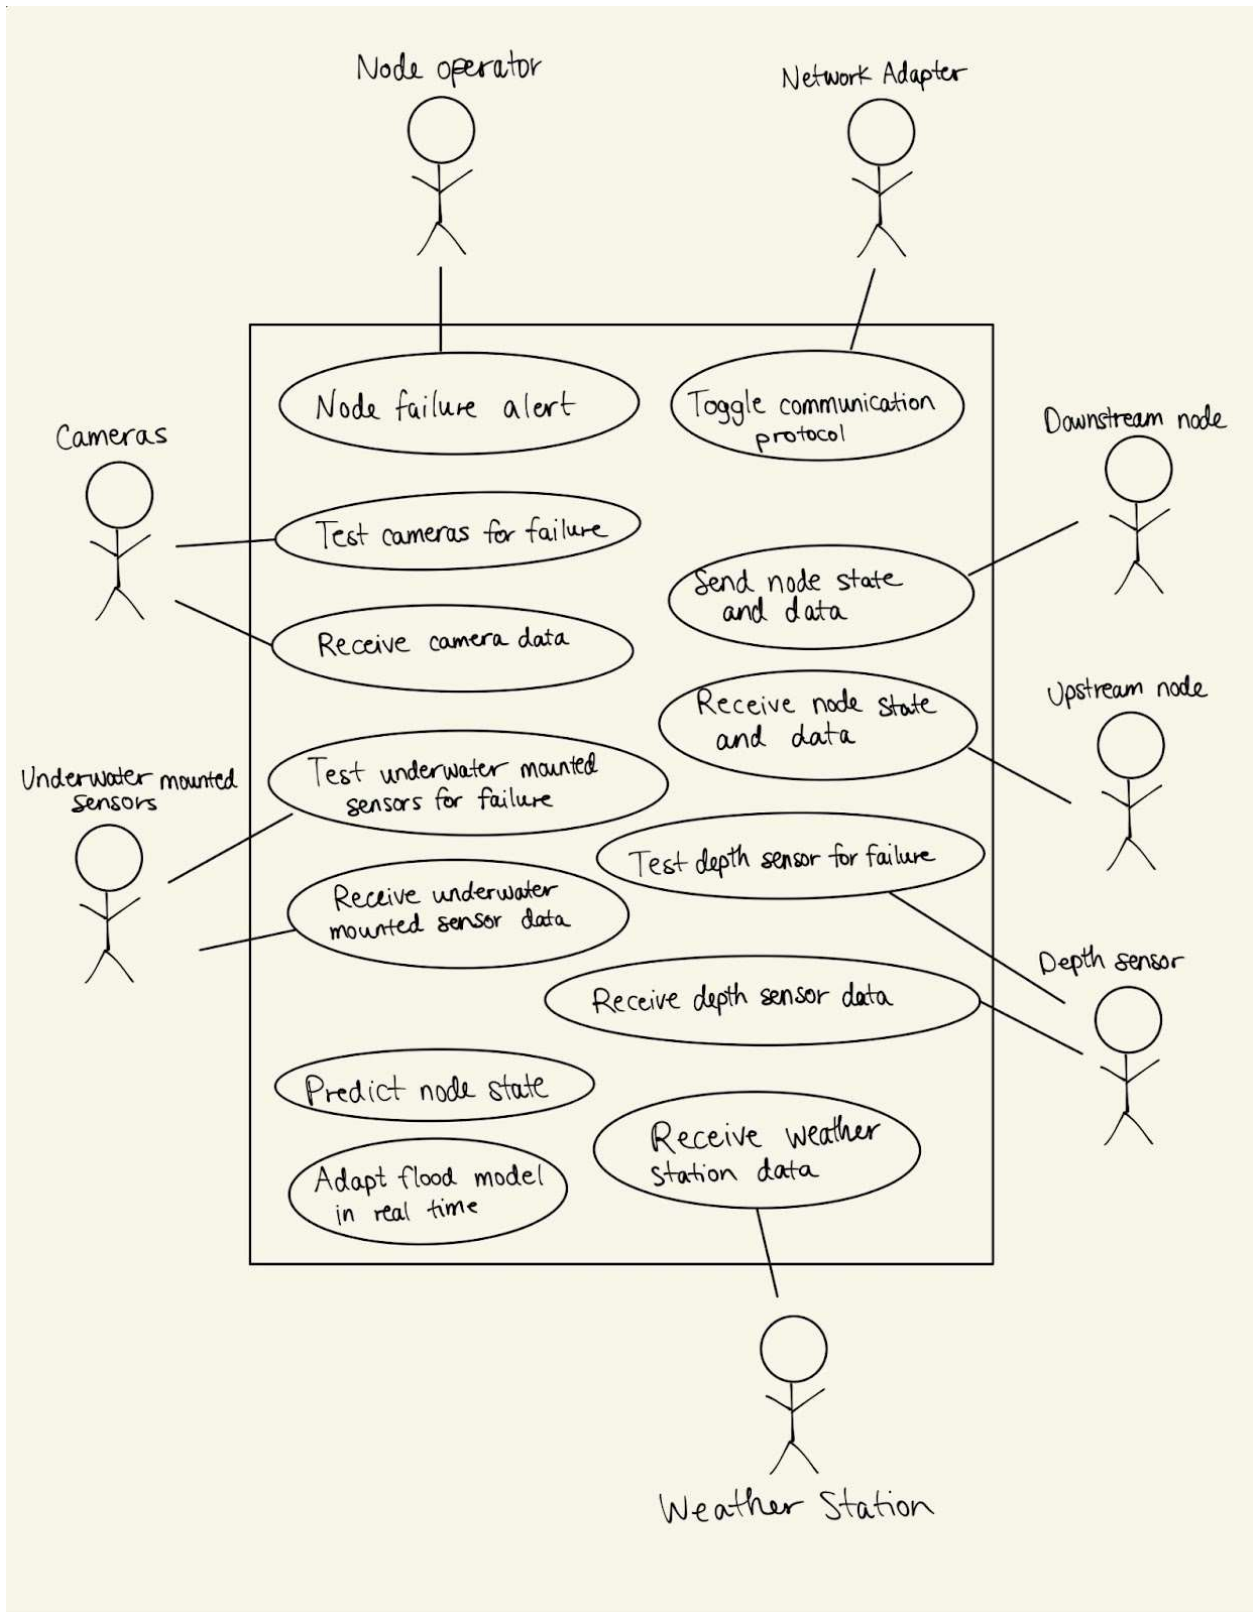 Node operator
Network Adapter
Node failure alert
Toggle communication
protocol
Cameras
Downstream node
Test cameras for failure
Send node state
and data
Receive camera data
Receive node state
and data
Upstream node
Underwater mounted
sensors
Test underwater mounted
sensors for failure
Test depth sensor for failure
Receive underwater
mounted sensor data
Depth sensor
Receive depth sensor data
Predict node state
Receive weather
station data
Adapt flood model
in real time
Weather Station